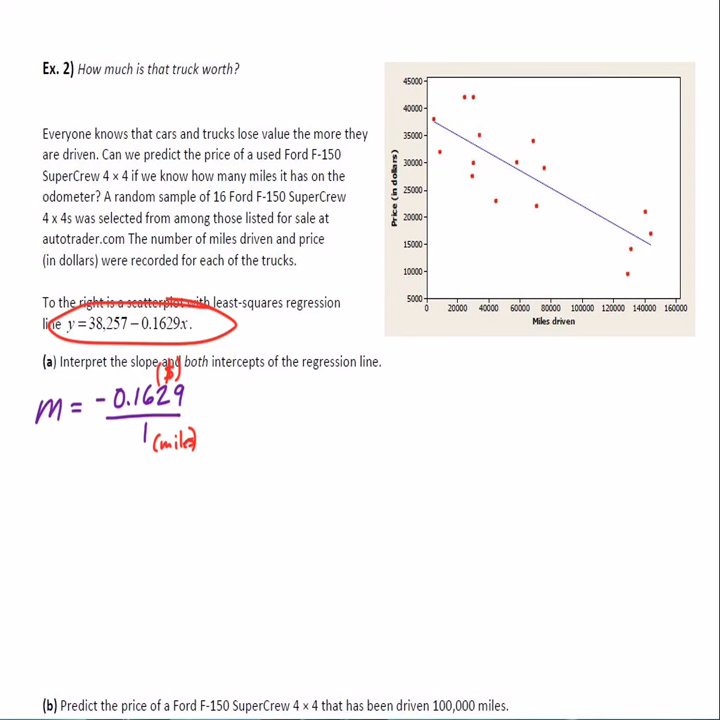 Ex. 2) How much is that truck worth?
Everyone knows that cars and trucks lose value the more they
are driven. Can we predict the price of a used Ford F-150
SuperCrew 4 × 4 if we know how many miles it has on the
odometer? A random sample of 16 Ford F-150 SuperCrew
4 x 4s was selected from among those listed for sale at
autotrader.com The number of miles driven and price
(in dollars) were recorded for each of the trucks.
To the right is a scatterplot with least-squares regression
line y = 38,257 − 0.1629x.
45000
40000
35000
30000
25000
20000
15000
10000
5000
Price (in dollars)
0 20000 40000 60000 80000 100000 120000 140000 160000
Miles driven
(a) Interpret the slope and both intercepts of the regression line.
($)
m = -0.1629
1 (mile)
(b) Predict the price of a Ford F-150 SuperCrew 4 × 4 that has been driven 100,000 miles.